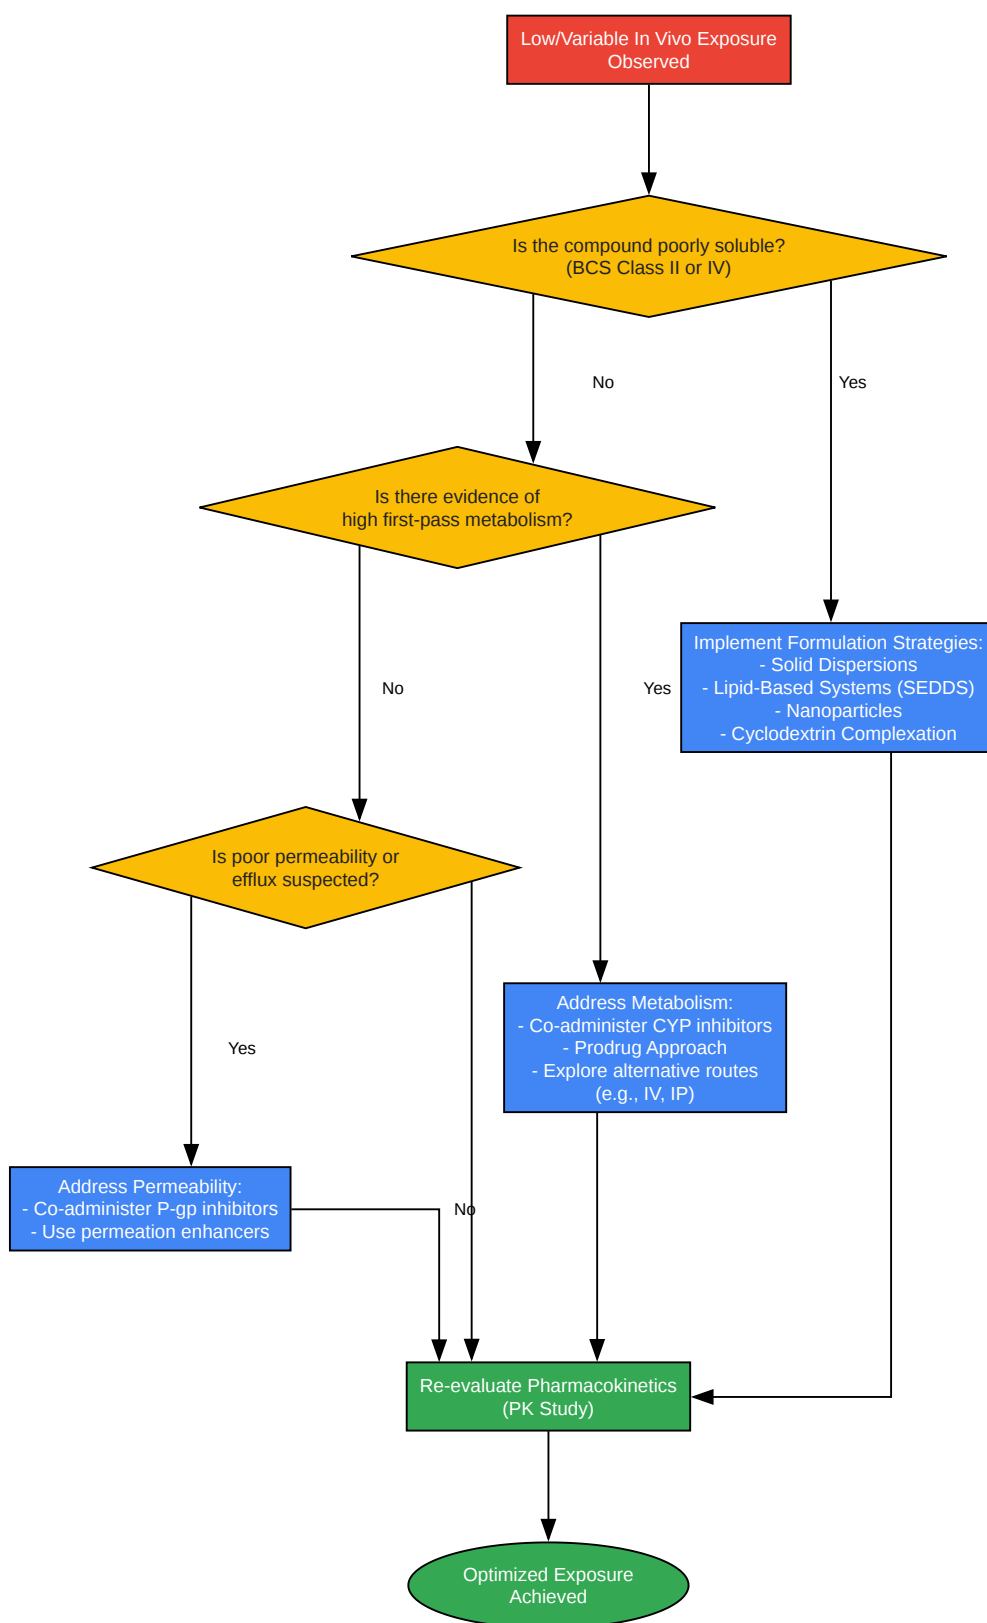 Low/Variable In Vivo Exposure
Observed
Is the compound poorly soluble?
(BCS Class II or IV)
No
Yes
Is there evidence of
high first-pass metabolism?
No
Yes
Implement Formulation Strategies:
- Solid Dispersions
- Lipid-Based Systems (SEDDS)
- Nanoparticles
- Cyclodextrin Complexation
Is poor permeability or
efflux suspected?
Yes
Address Metabolism:
- Co-administer CYP inhibitors
- Prodrug Approach
- Explore alternative routes
(e.g., IV, IP)
Address Permeability:
- Co-administer P-gp inhibitors
- Use permeation enhancers
No
Re-evaluate Pharmacokinetics
(PK Study)
Optimized Exposure
Achieved